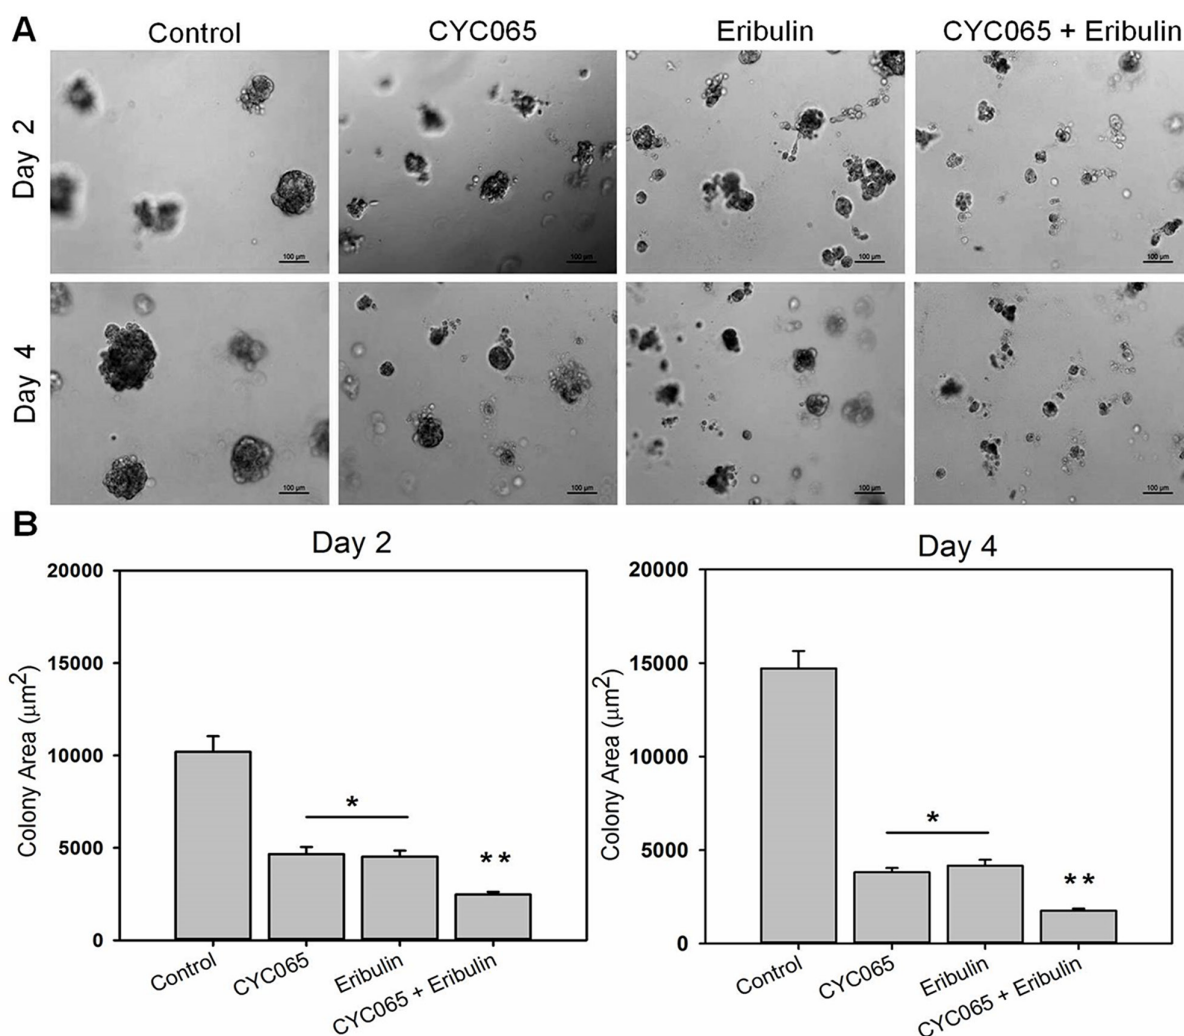 A
Control
CYC065
Eribulin
CYC065 + Eribulin
Day 2
100 µm
100 µm
100 µm
100 µm
Day 4
100 µm
100 µm
100 µm
100 µm
B
Day 2
Colony Area (μm²)
20000
15000
10000
5000
0
*
**
Control
CYC065
Eribulin
CYC065 + Eribulin
Day 4
Colony Area (μm²)
20000
15000
10000
5000
0
*
**
Control
CYC065
Eribulin
CYC065 + Eribulin